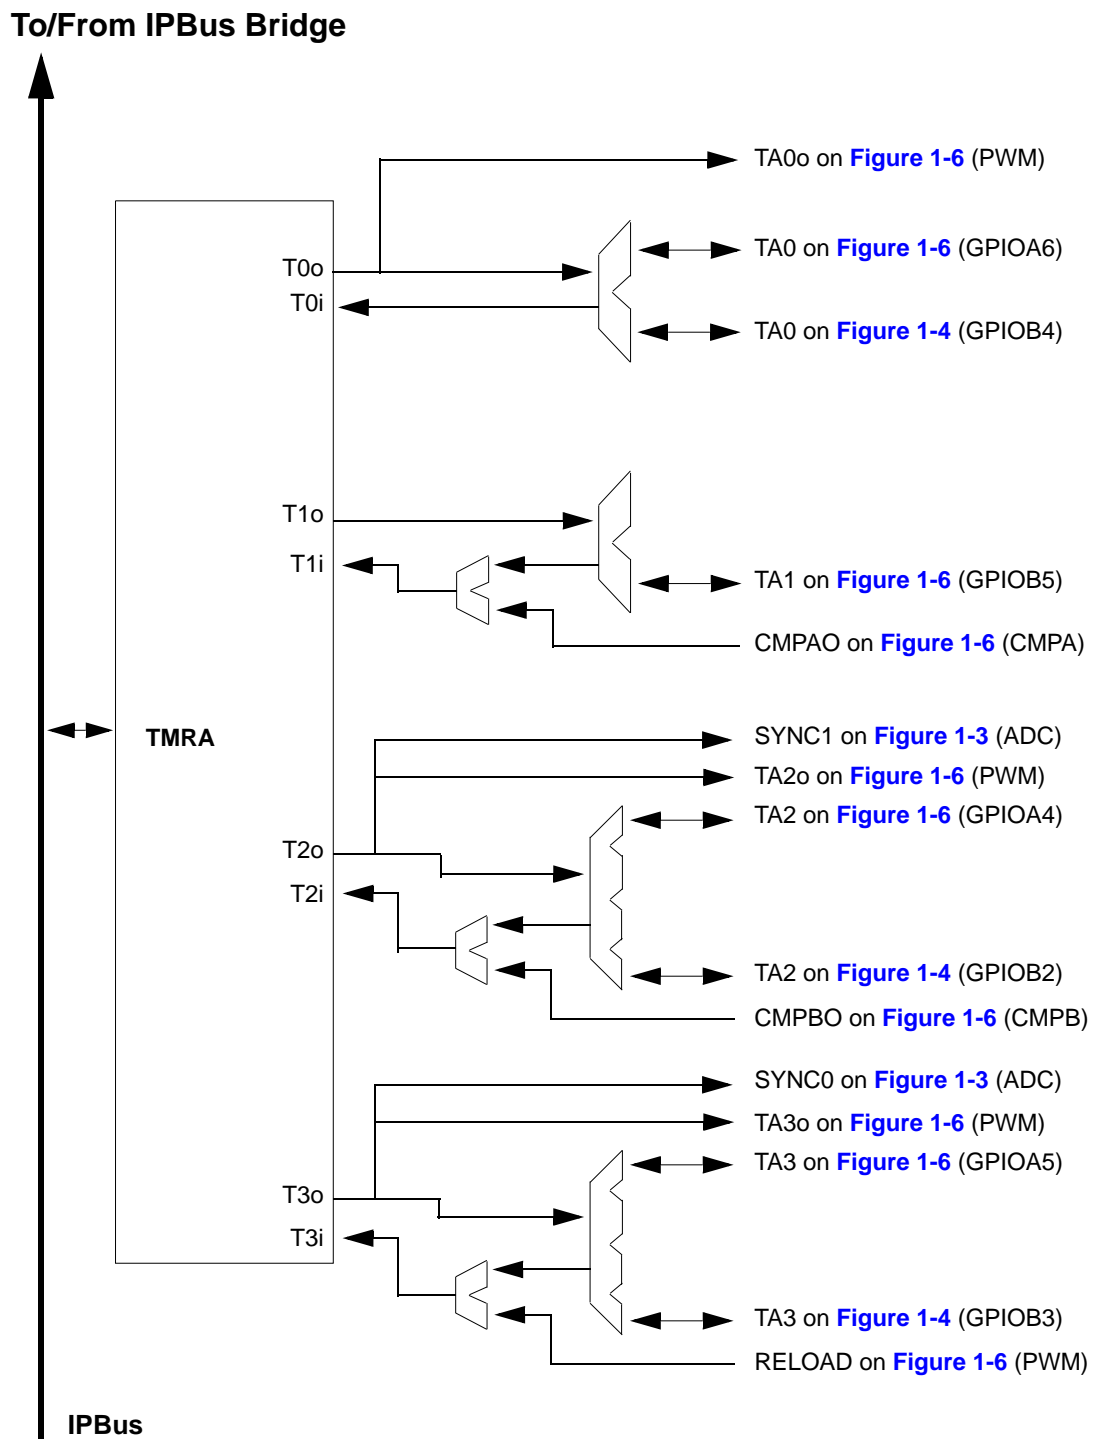 To/From IPBus Bridge
TA0o on Figure 1-6 (PWM)
T0o
TA0 on Figure 1-6 (GPIOA6)
T0i
TA0 on Figure 1-4 (GPIOB4)
T1o
T1i
TA1 on Figure 1-6 (GPIOB5)
CMPAO on Figure 1-6 (CMPA)
TMRA
SYNC1 on Figure 1-3 (ADC)
TA2o on Figure 1-6 (PWM)
TA2 on Figure 1-6 (GPIOA4)
T2o
T2i
TA2 on Figure 1-4 (GPIOB2)
CMPBO on Figure 1-6 (CMPB)
SYNC0 on Figure 1-3 (ADC)
TA3o on Figure 1-6 (PWM)
TA3 on Figure 1-6 (GPIOA5)
T3o
T3i
TA3 on Figure 1-4 (GPIOB3)
RELOAD on Figure 1-6 (PWM)
IPBus